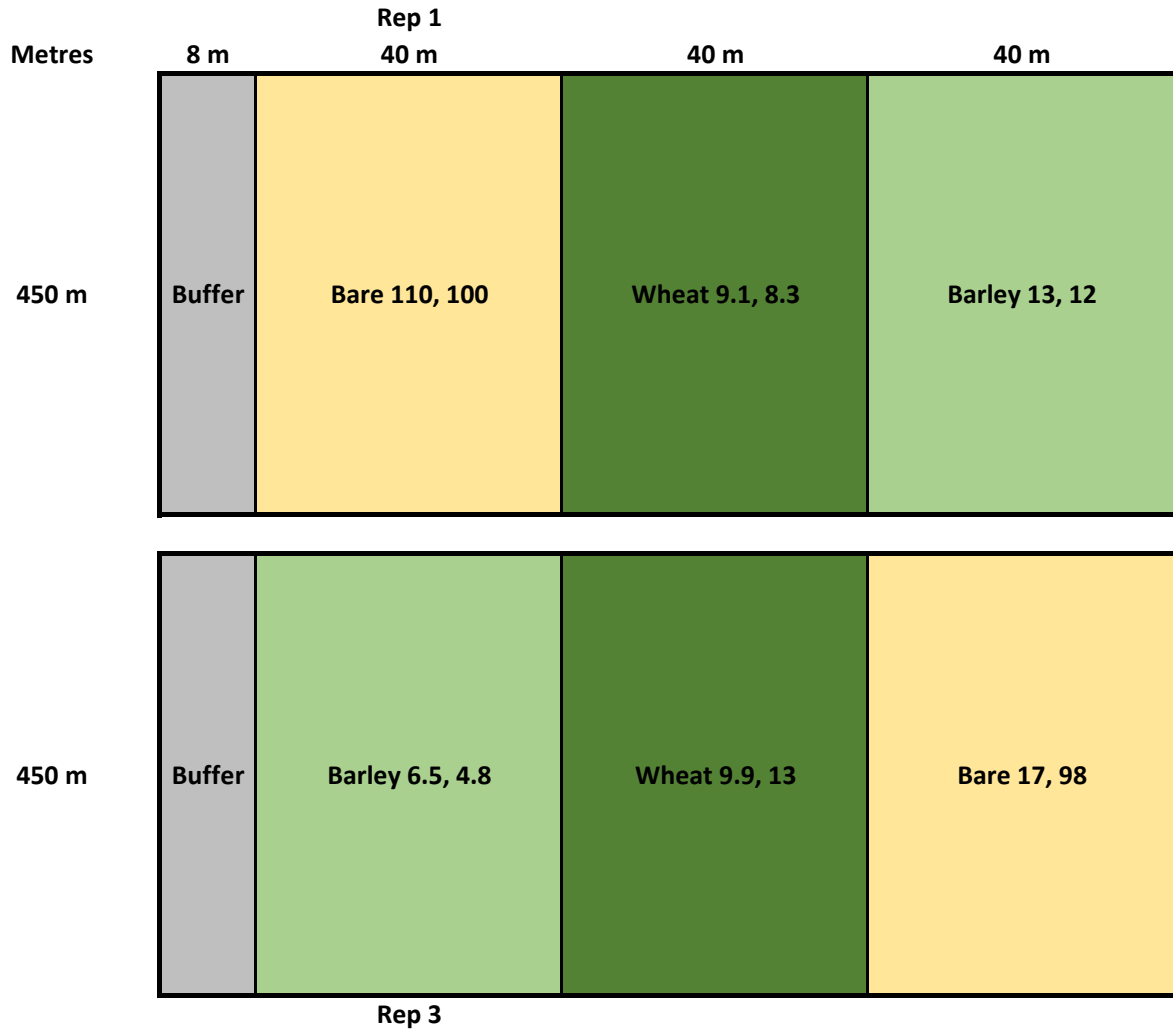 Rep 1
Metres 8 m 40 m 40 m 40 m
450 m Buffer Bare 110, 100 Wheat 9.1, 8.3 Barley 13, 12
450 m Buffer Barley 6.5, 4.8 Wheat 9.9, 13 Bare 17, 98
Rep 3